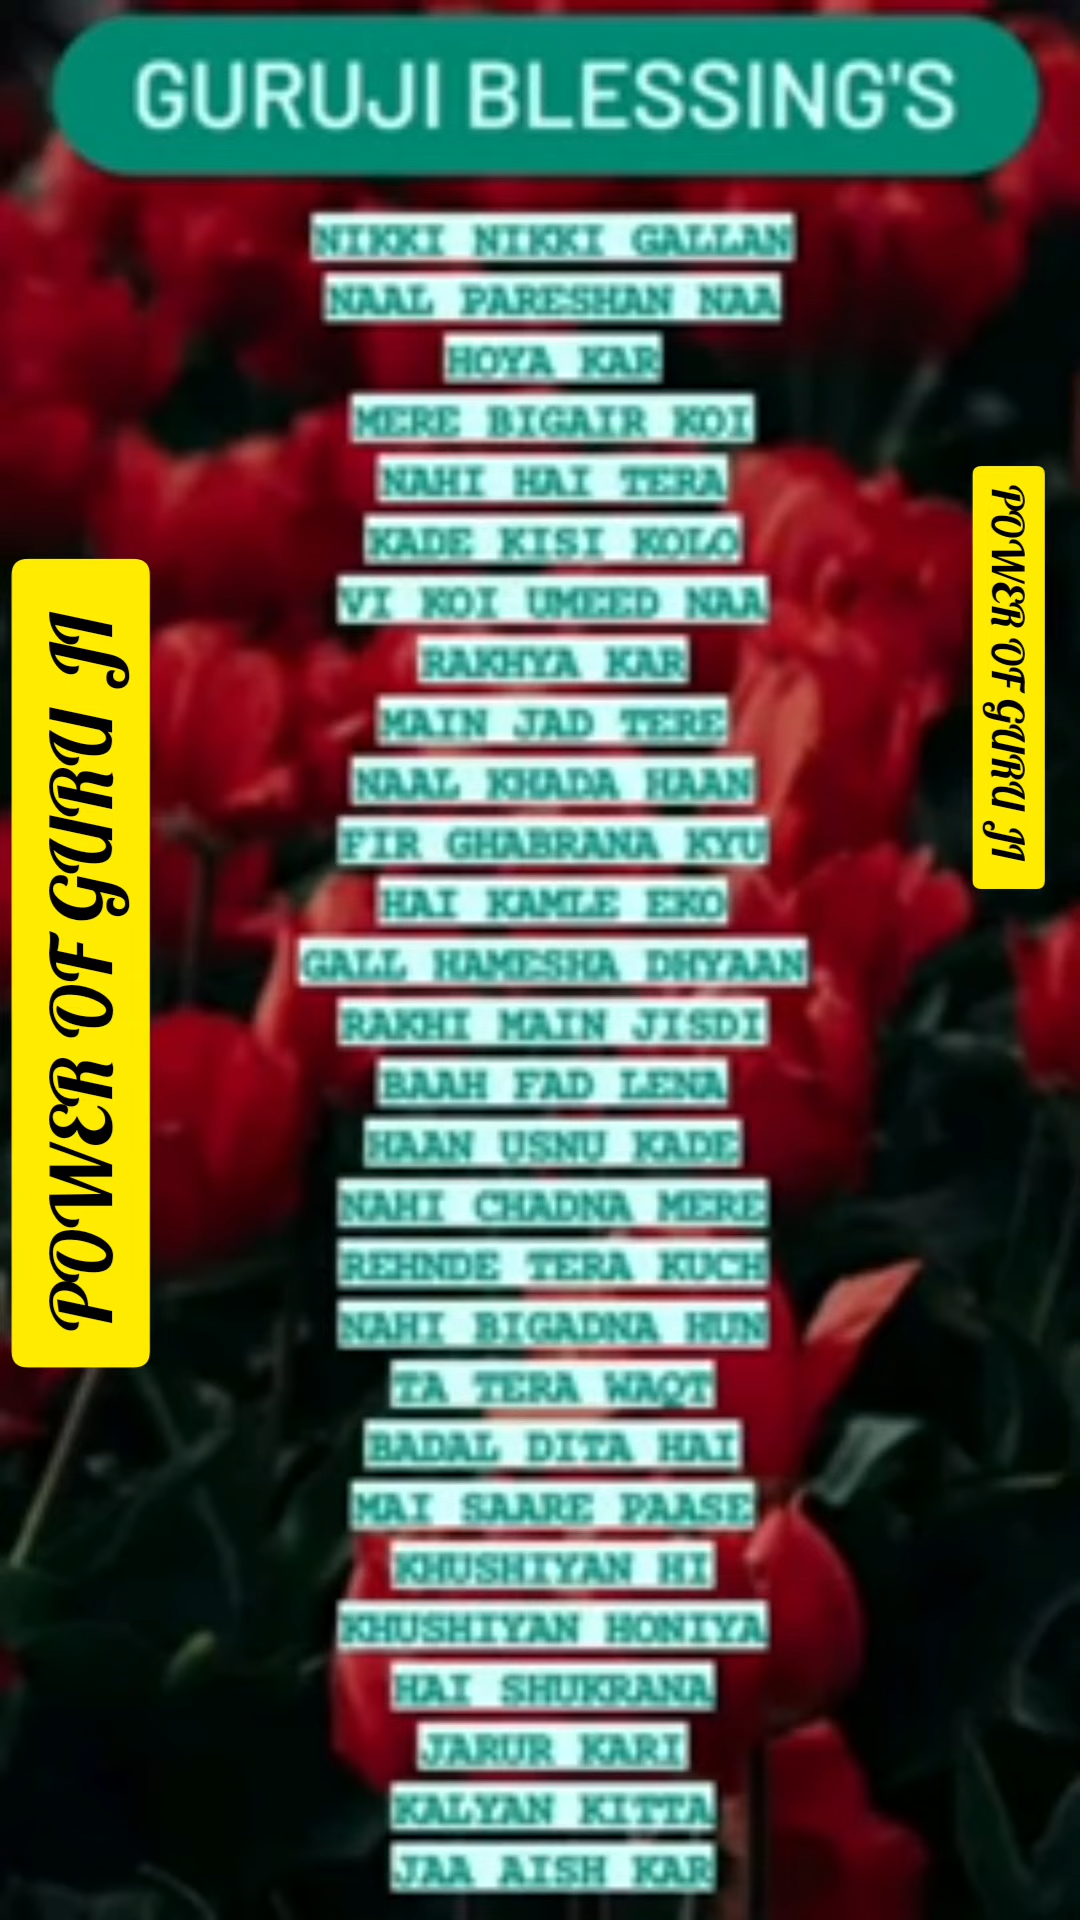 GURUJI BLESSING'S
NIKKI NIKKI GALLAN
NAAL PARESHAN NAA
HOYA KAR
MERE BIGAIR KOI
NAHI HAI TERA
KADE KISI KOLO
VI KOI UMEED NAA
RAKHYA KAR
MAIN JAD TERE
NAAL KHADA HAAN
FIR GHABRANA KYU
HAI KAMLE EKO
GALL HAMESHA DHYAAN
RAKHI MAIN JISDI
BAAH FAD LENA
HAAN USNU KADE
NAHI CHADNA MERE
REHNDE TERA KUCH
NAHI BIGADNA HUN
TA TERA WAQT
BADAL DITA HAI
MAI SAARE PAASE
KHUSHIYAN HI
KHUSHIYAN HONIYA
HAI SHUKRANA
JARUR KARI
KALYAN KITTA
JAA AISH KAR
POWER OF GURU JI
POWER OF GURU JI